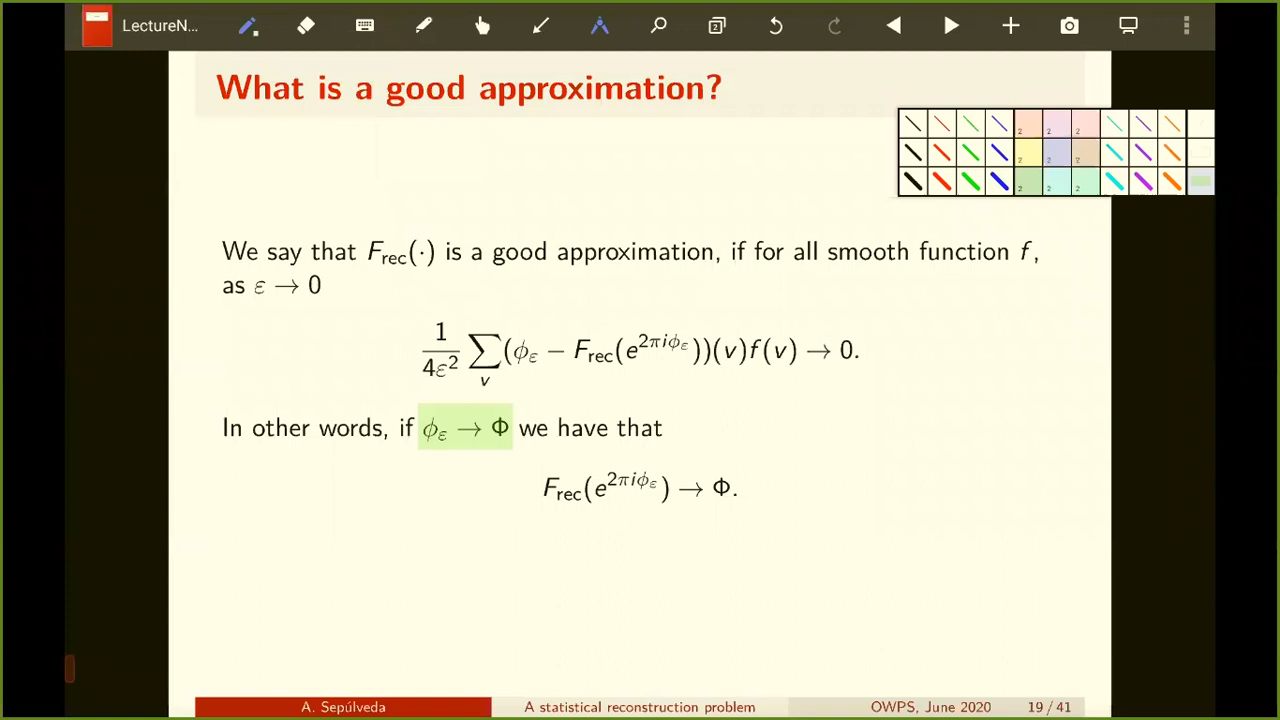 LectureN...
What is a good approximation?
We say that F_rec(·) is a good approximation, if for all smooth function f,
as ε → 0
1/4ε² ∑_v (ϕ_ε − F_rec(e^{2πiϕ_ε}))(v)f(v) → 0.
In other words, if ϕ_ε → Φ we have that
F_rec(e^{2πiϕ_ε}) → Φ.
A. Sepúlveda A statistical reconstruction problem OWPS, June 2020 19 / 41